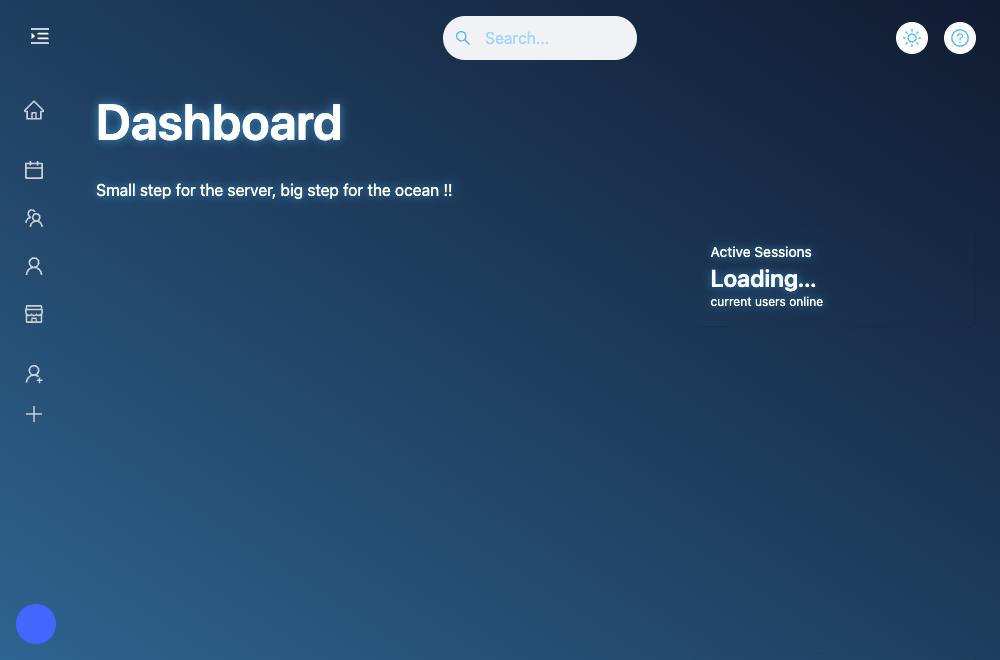 Search...
Dashboard
Small step for the server, big step for the ocean !!
Active Sessions
Loading...
current users online